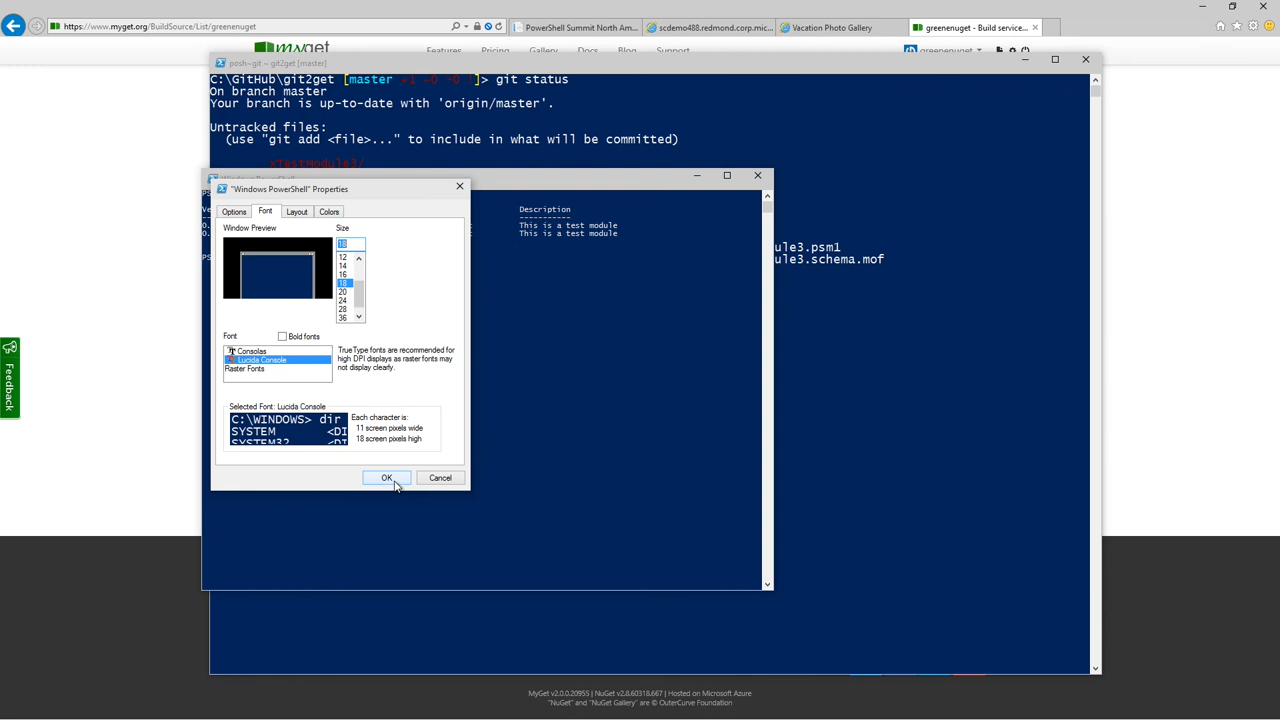 https://www.myget.org/BuildSource/List/greenenuget
PowerShell Summit North Am...
scdemo488.redmond.corp.mic...
Vacation Photo Gallery
greenenuget - Build service...
myget
Features Pricing Gallery Docs Blog Support
greenenuget
posh~git ~ git2get [master]
C:\GitHub\git2get [master +1 ~0 -0 !]> git status
On branch master
Your branch is up-to-date with 'origin/master'.
Untracked files:
(use "git add <file>..." to include in what will be committed)
xTestModule3/
"Windows PowerShell" Properties
Options Font Layout Colors
Window Preview
Size
18
12
14
16
18
20
24
28
36
Font
Bold fonts
Consolas
Lucida Console
Raster Fonts
TrueType fonts are recommended for
high DPI displays as raster fonts may
not display clearly.
Selected Font: Lucida Console
C:\WINDOWS> dir
SYSTEM <DI
SYSTEM32 <DI
Each character is:
11 screen pixels wide
18 screen pixels high
OK Cancel
Description
-----------
This is a test module
This is a test module
ule3.psm1
ule3.schema.mof
Feedback
MyGet v2.0.0.20955 | NuGet v2.8.60318.667 | Hosted on Microsoft Azure
"NuGet" and "NuGet Gallery" are © OuterCurve Foundation